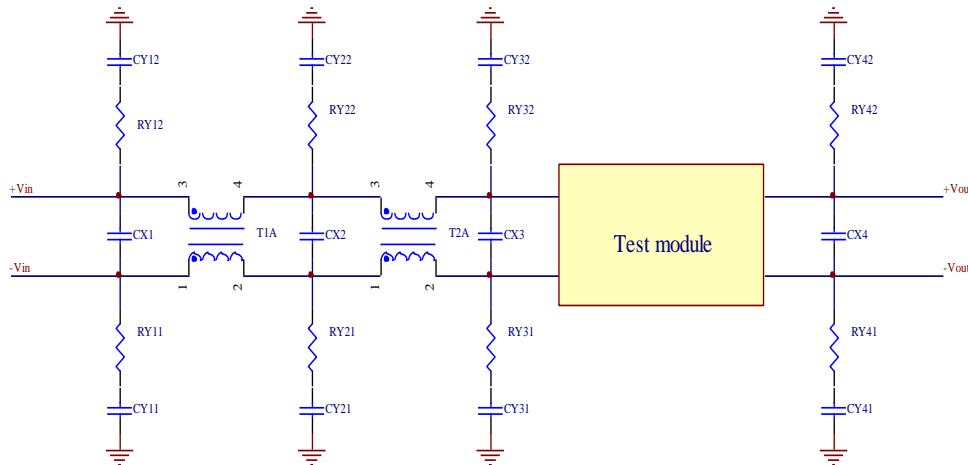 CY12
CY22
CY32
CY42
RY12
RY22
RY32
RY42
3
4
3
4
+Vin
+Vout
CX1
T1A
CX2
T2A
CX3
Test module
CX4
-Vin
-Vout
1
2
1
2
RY11
RY21
RY31
RY41
CY11
CY21
CY31
CY41